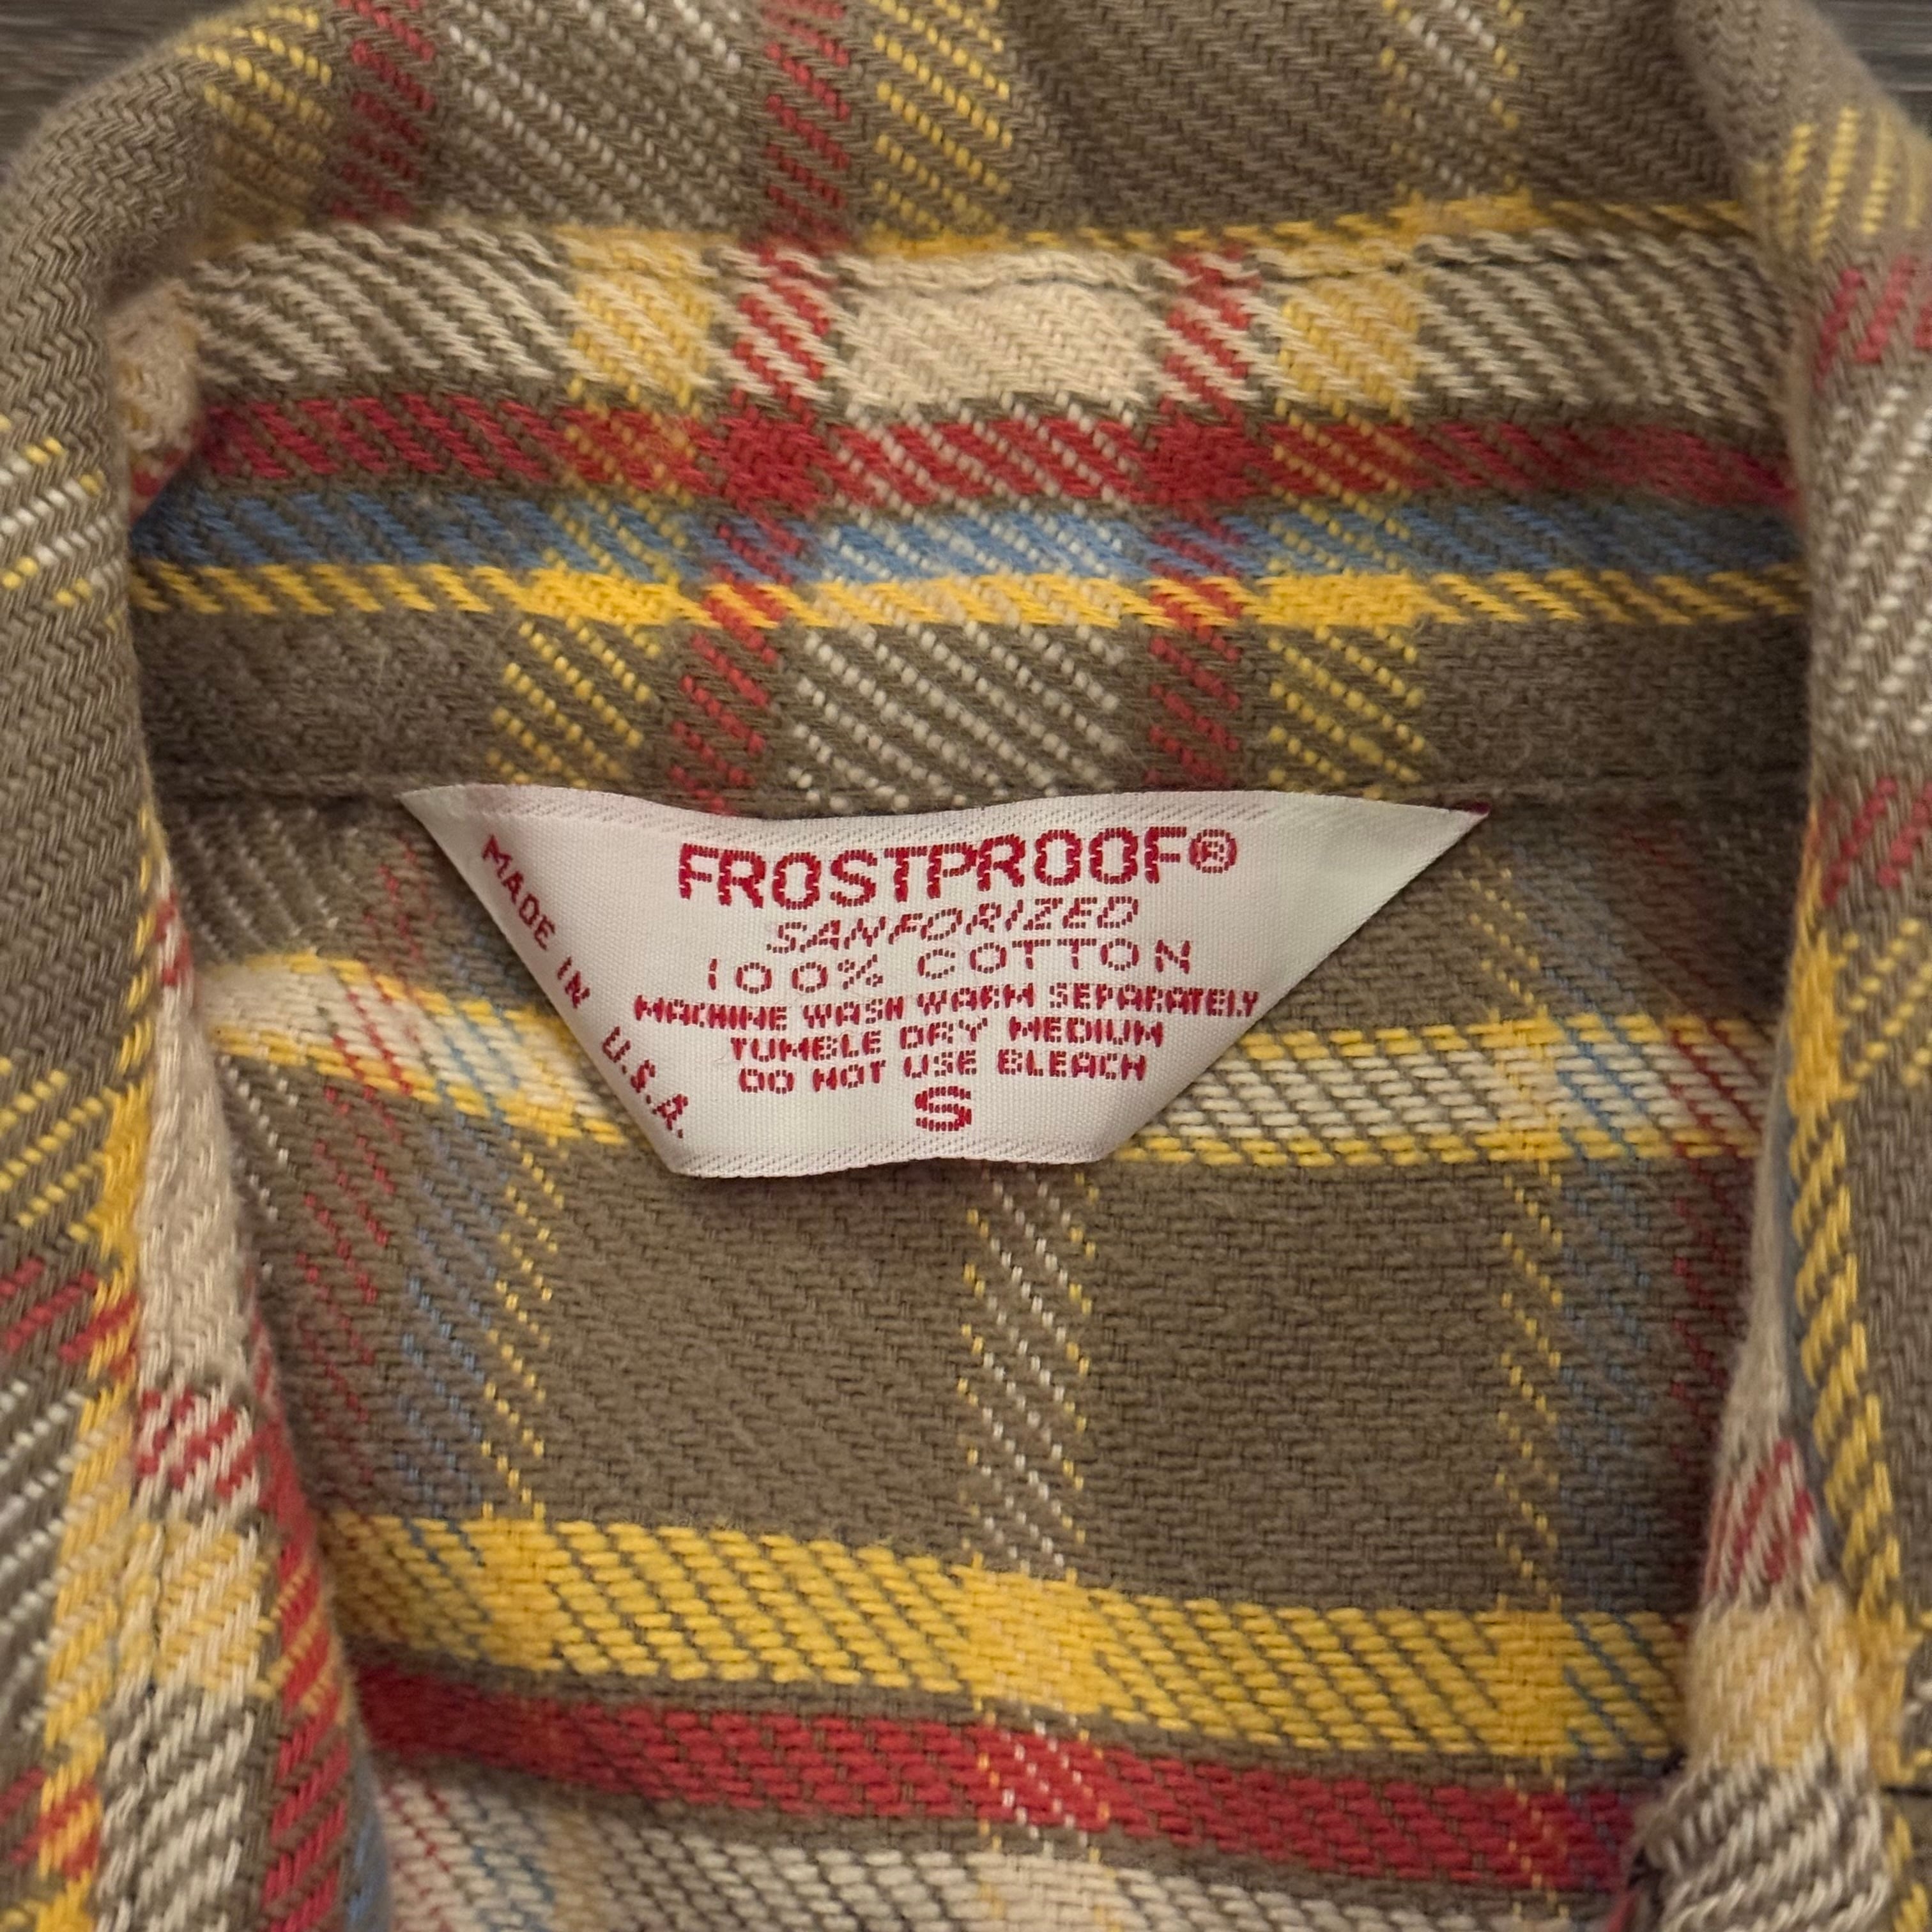 FROSTPROOF®
SANFORIZED
100% COTTON
MACHINE WASH WARM SEPARATELY
TUMBLE DRY MEDIUM
DO NOT USE BLEACH
S
MADE IN U.S.A.